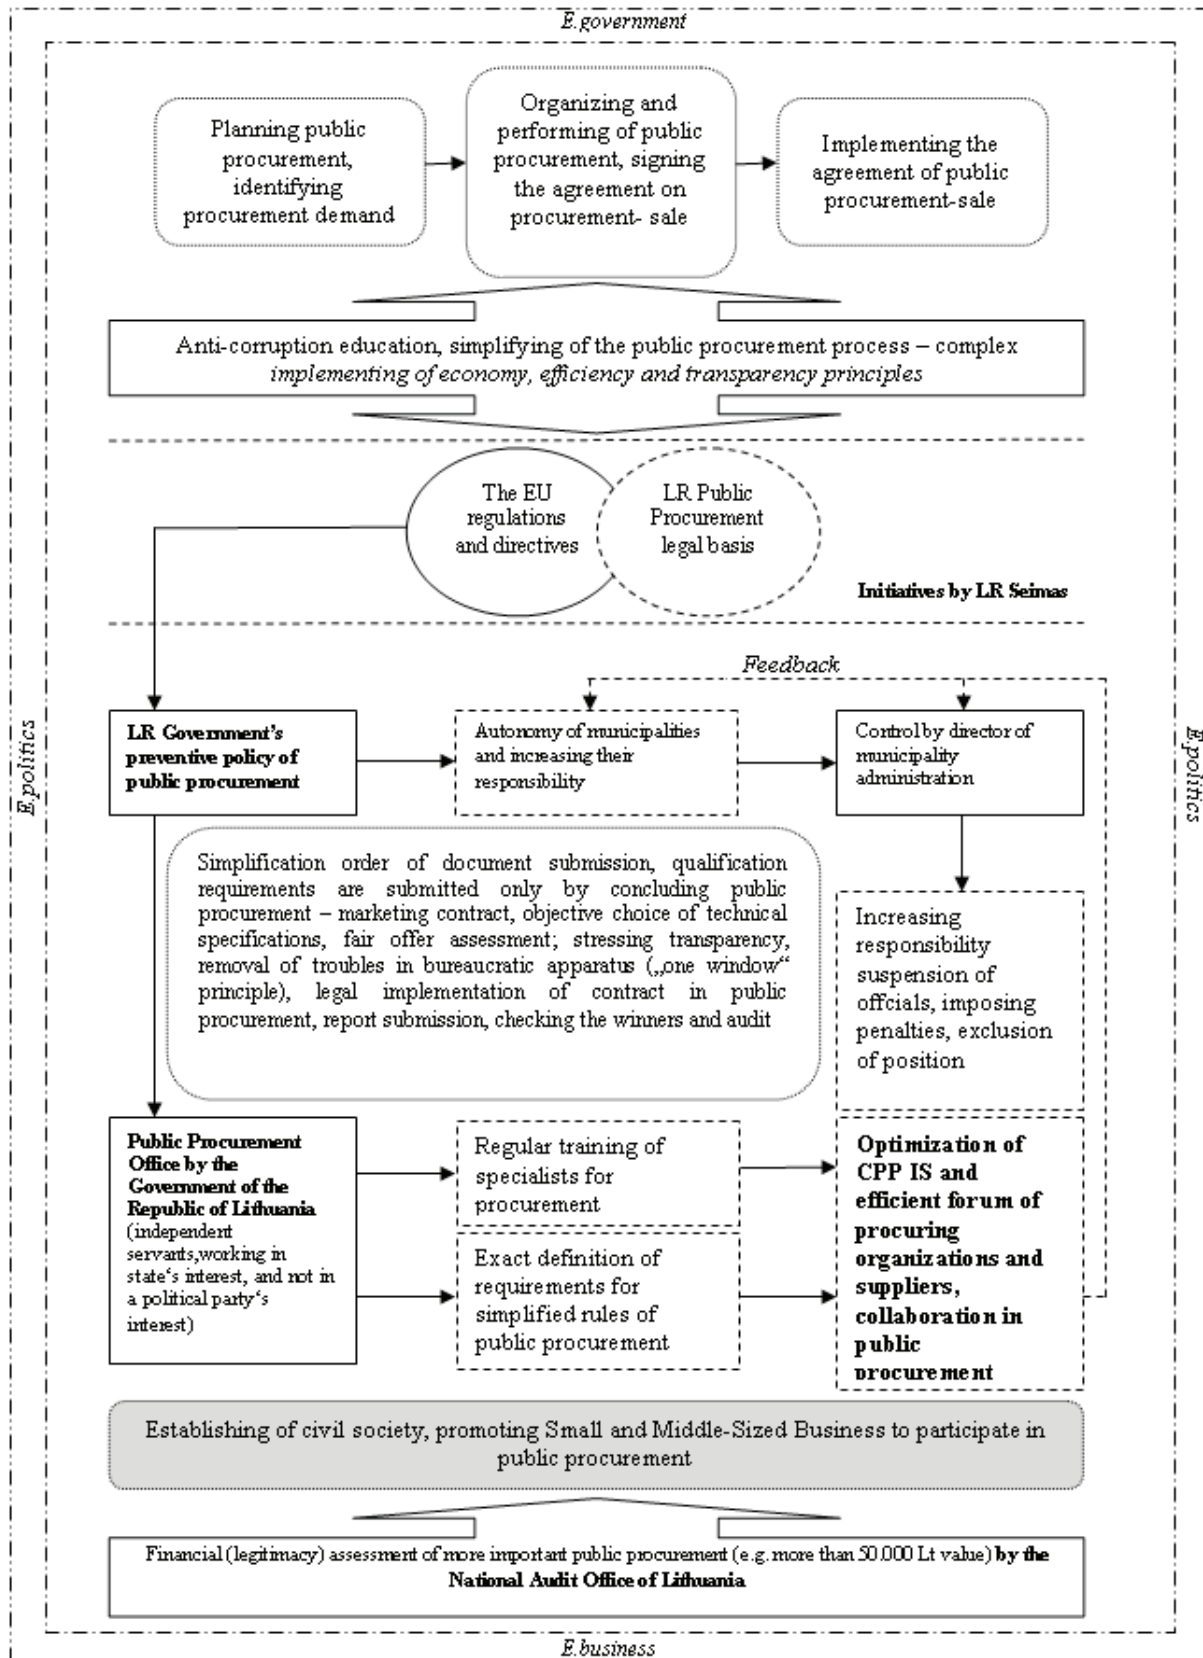 E.government
Planning public
procurement,
identifying
procurement demand
Organizing and
performing of public
procurement, signing
the agreement on
procurement- sale
Implementing the
agreement of public
procurement-sale
Anti-corruption education, simplifying of the public procurement process – complex
implementing of economy, efficiency and transparency principles
The EU
regulations
and directives
LR Public
Procurement
legal basis
Initiatives by LR Seimas
Feedback
E.politics
E.politics
LR Government's
preventive policy of
public procurement
Autonomy of municipalities
and increasing their
responsibility
Control by director of
municipality
administration
Simplification order of document submission, qualification
requirements are submitted only by concluding public
procurement – marketing contract, objective choice of technical
specifications, fair offer assessment; stressing transparency,
removal of troubles in bureaucratic apparatus („one window“
principle), legal implementation of contract in public
procurement, report submission, checking the winners and audit
Increasing
responsibility
suspension of
offcials, imposing
penalties, exclusion
of position
Public Procurement
Office by the
Government of the
Republic of Lithuania
(independent
servants,working in
state‘s interest, and not in
a political party‘s
interest)
Regular training of
specialists for
procurement
Exact definition of
requirements for
simplified rules of
public procurement
Optimization of
CPP IS and
efficient forum of
procuring
organizations and
suppliers,
collaboration in
public
procurement
Establishing of civil society, promoting Small and Middle-Sized Business to participate in
public procurement
Financial (legitimacy) assessment of more important public procurement (e.g. more than 50.000 Lt value) by the
National Audit Office of Lithuania
E.business